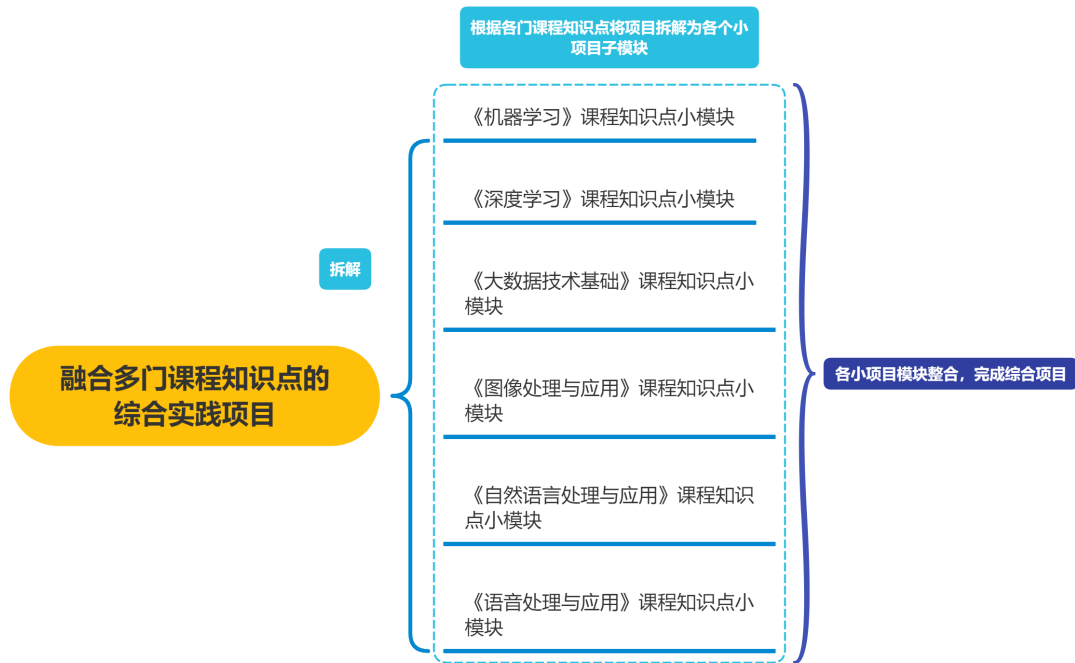 根据各门课程知识点将项目拆解为各个小
项目子模块
《机器学习》课程知识点小模块
《深度学习》课程知识点小模块
拆解
《大数据技术基础》课程知识点小
模块
融合多门课程知识点的
综合实践项目
《图像处理与应用》课程知识点小
模块
各小项目模块整合，完成综合项目
《自然语言处理与应用》课程知识
点小模块
《语音处理与应用》课程知识点小
模块